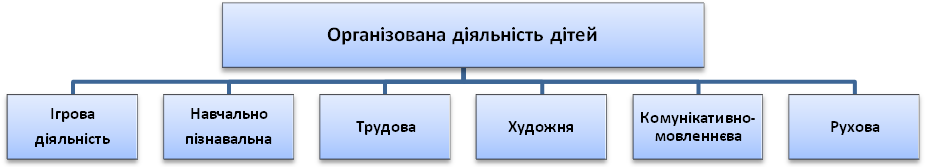 Організована діяльність дітей
Ігрова
діяльність
Навчально
пізнавальна
Трудова
Художня
Комунікативно-
мовленнєва
Рухова